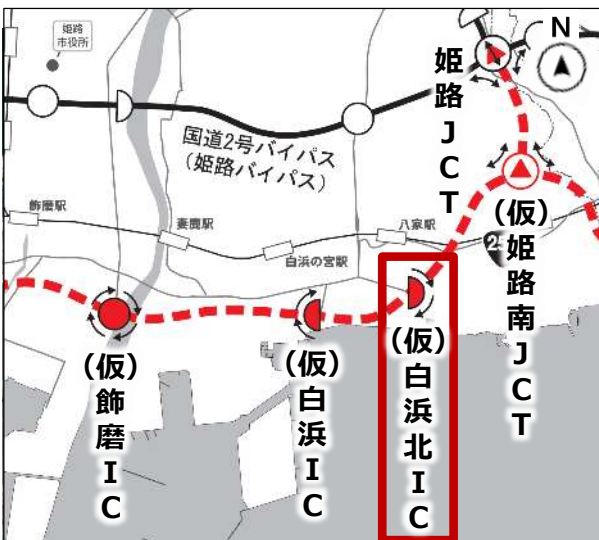 姫路
市役所
N
姫路JCT
国道2号バイパス
(姫路バイパス)
飾磨駅
妻鹿駅
白浜の宮駅
八家駅
(仮)姫路南JCT
(仮)飾磨IC
(仮)白浜IC
(仮)白浜北IC